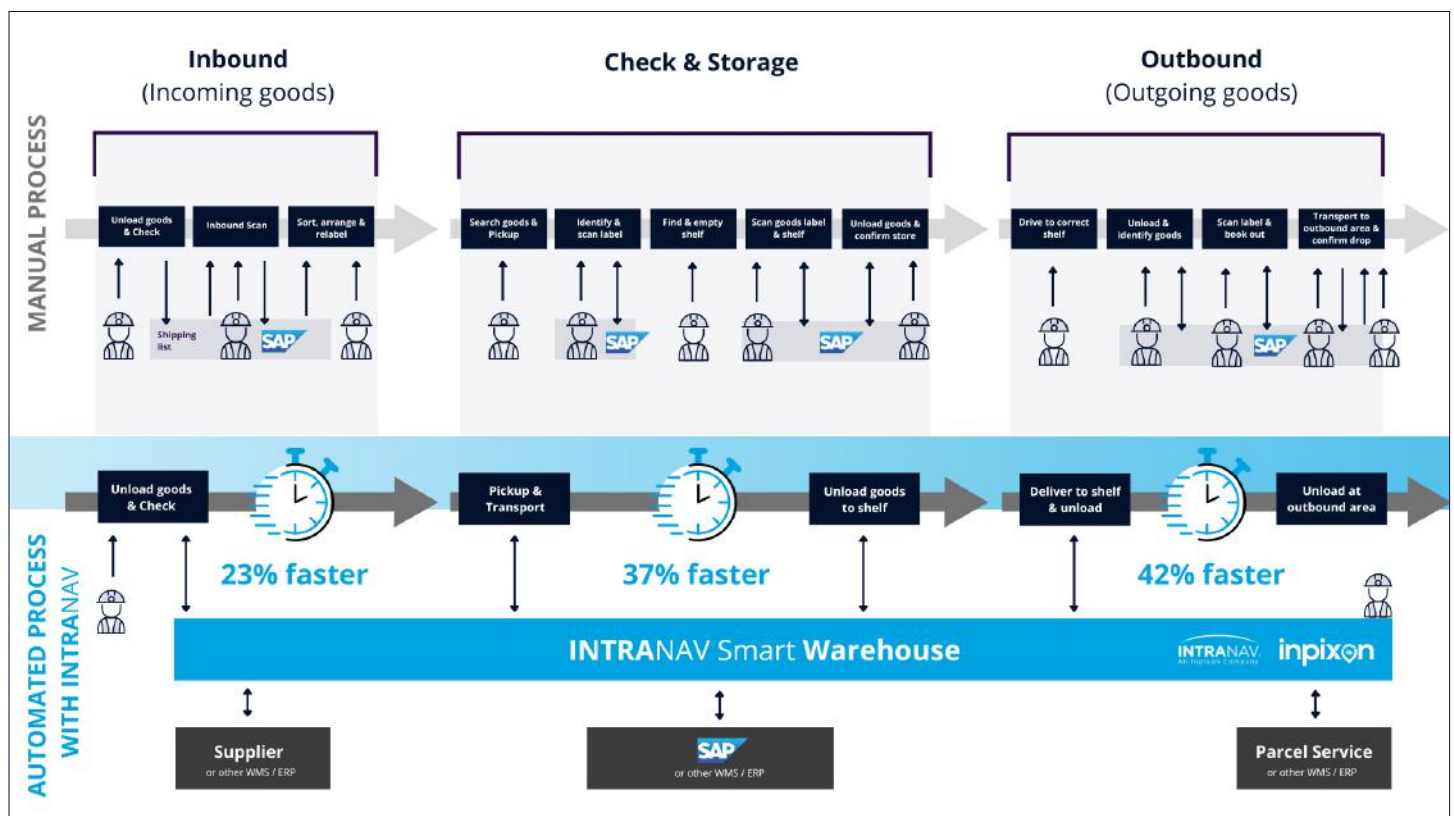 Inbound
(Incoming goods)
Check & Storage
Outbound
(Outgoing goods)
MANUAL PROCESS
Unload goods
& Check
Inbound Scan
Sort, arrange &
relabel
Search goods &
Pickup
Identify &
scan label
Find & empty
shelf
Scan goods label
& shelf
Unload goods &
confirm store
Drive to correct
shelf
Unload &
identify goods
Scan label &
book out
Transport to
outbound area &
confirm drop
Shipping
list
SAP
SAP
SAP
SAP
AUTOMATED PROCESS
WITH INTRANAV
Unload goods
& Check
Pickup &
Transport
Unload goods
to shelf
Deliver to shelf
& unload
Unload at
outbound area
23% faster
37% faster
42% faster
INTRANAV Smart Warehouse
INTRANAV.
An Inpixon Company
inpixon
Supplier
or other WMS / ERP
SAP
or other WMS / ERP
Parcel Service
or other WMS / ERP